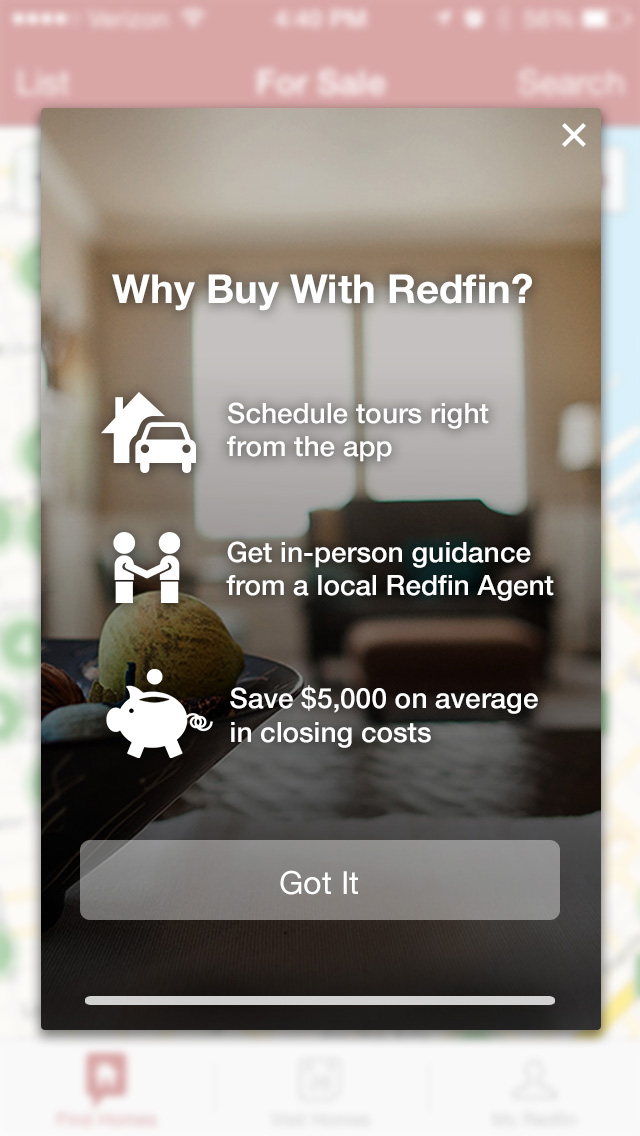 Verizon 4:40 PM 56%
List For Sale Search
Why Buy With Redfin?
Schedule tours right
from the app
Get in-person guidance
from a local Redfin Agent
Save $5,000 on average
in closing costs
Got It
Find Homes Visit Homes My Redfin